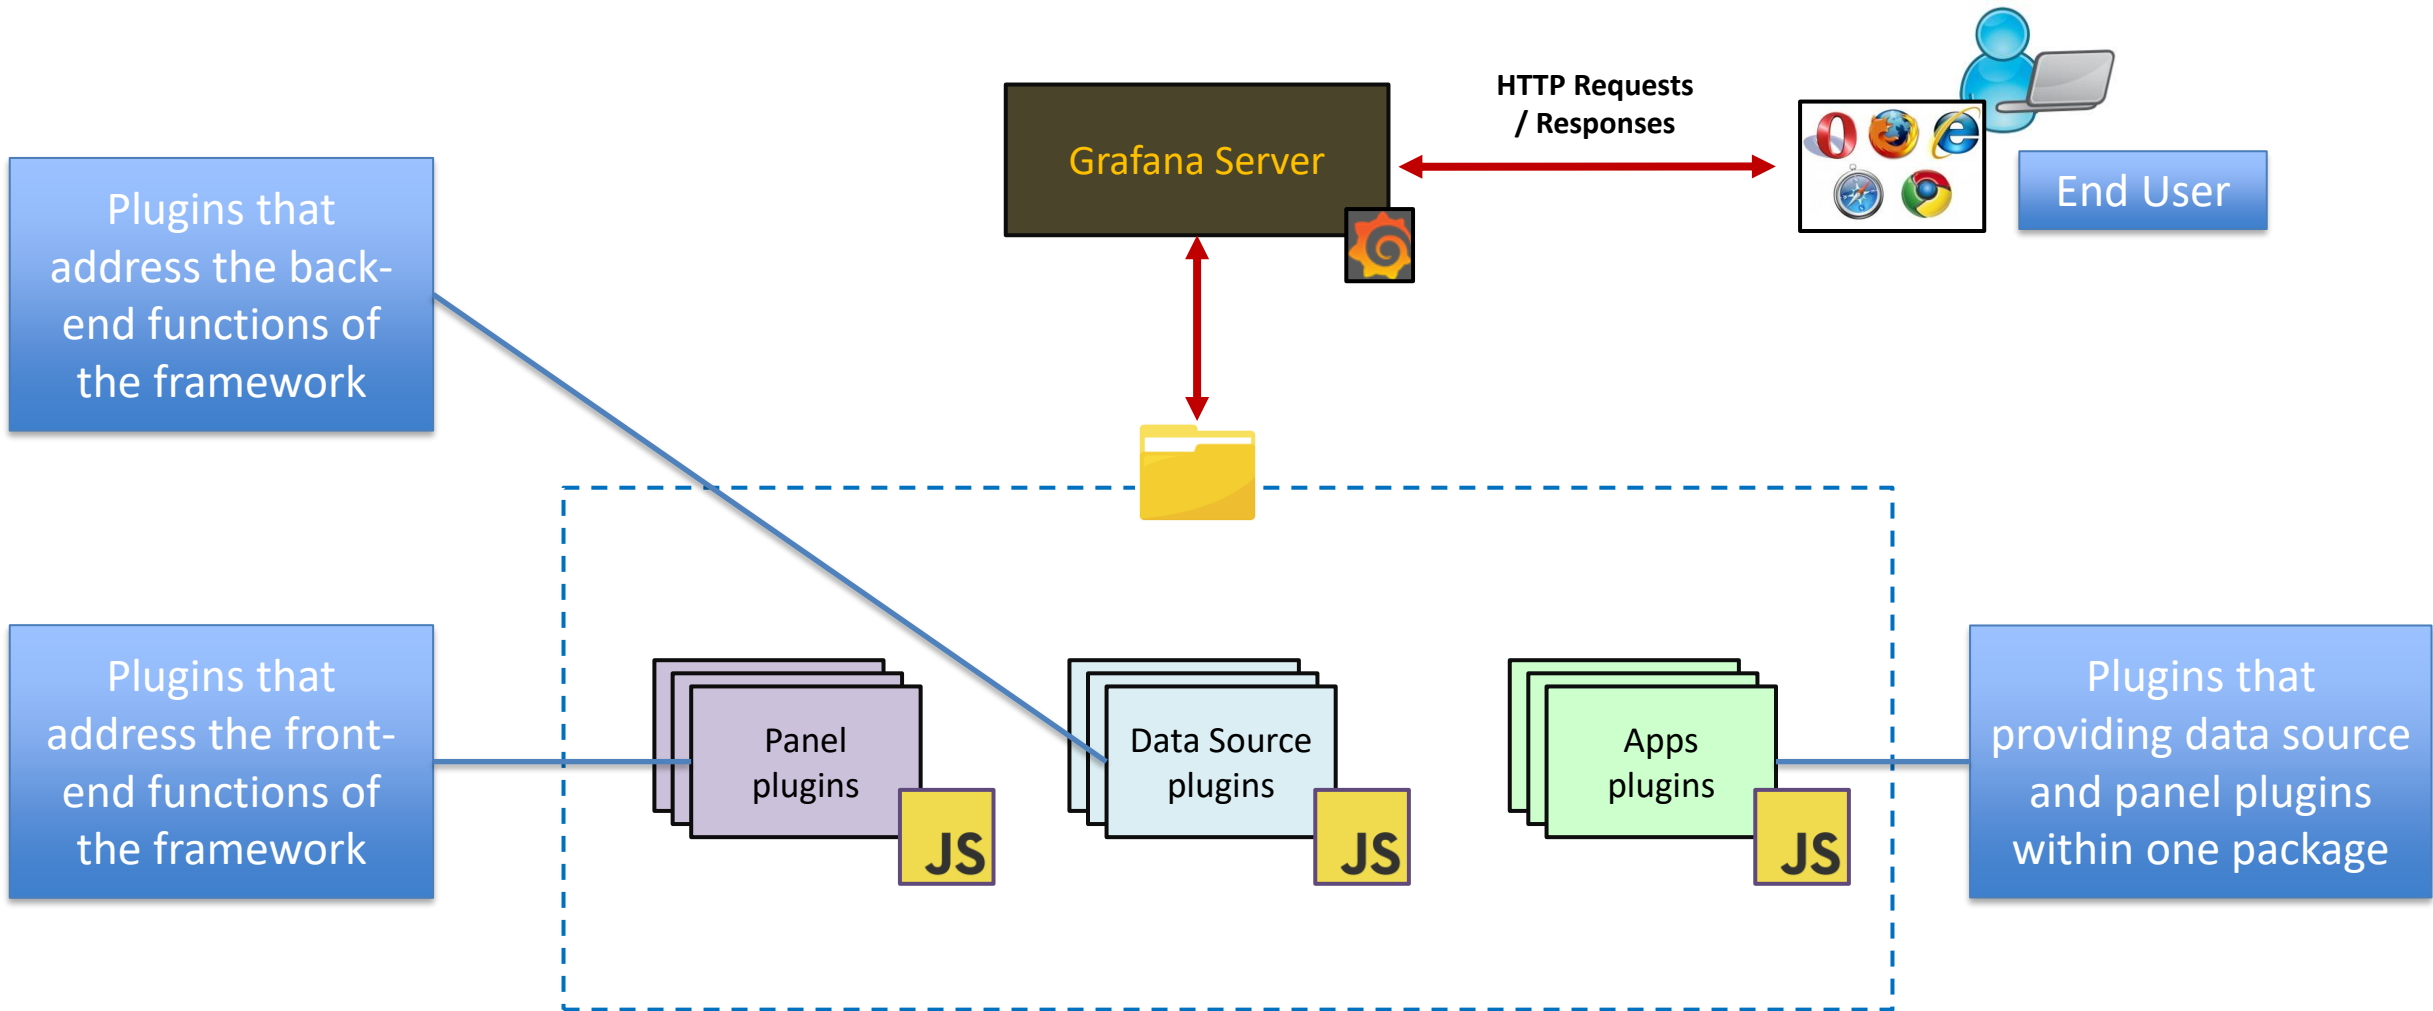 HTTP Requests
/ Responses
Grafana Server
End User
Plugins that
address the back-
end functions of
the framework
Plugins that
address the front-
end functions of
the framework
Panel
plugins
JS
Data Source
plugins
JS
Apps
plugins
JS
Plugins that
providing data source
and panel plugins
within one package